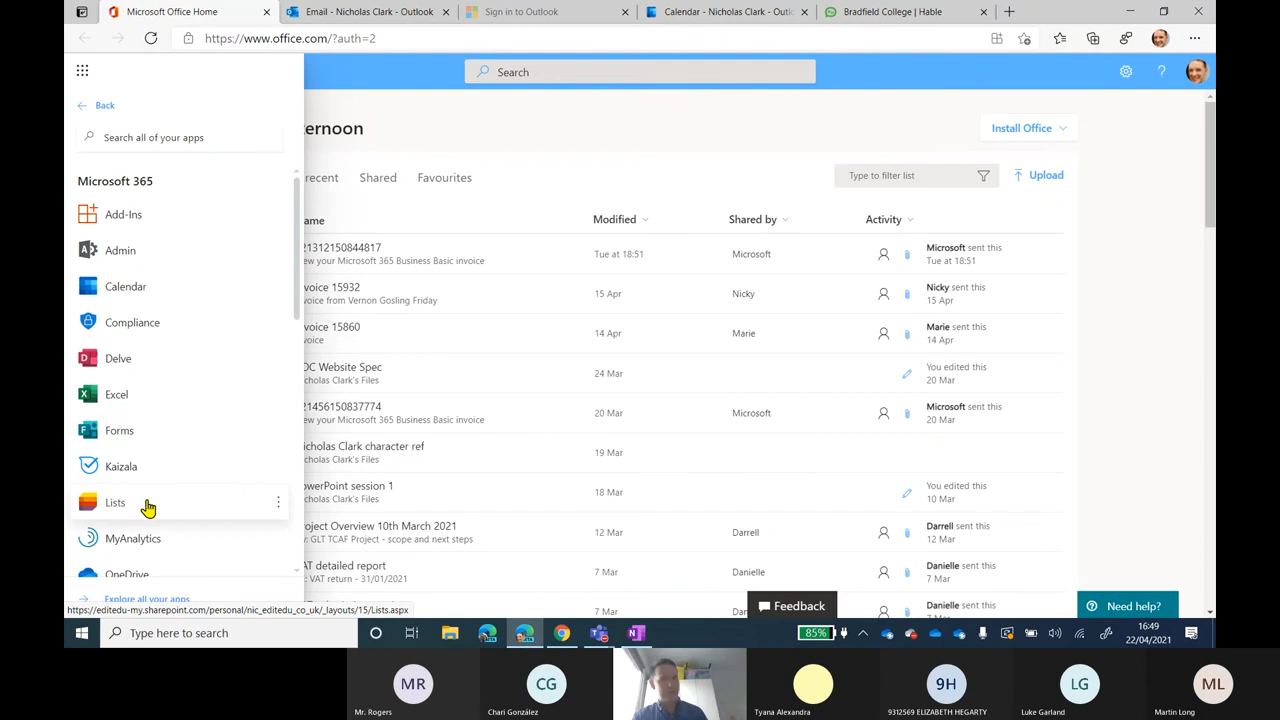 Microsoft Office Home
Email - Nicholas Clark - Outlook
Sign in to Outlook
Calendar - Nicholas Clark - Outl
Bradfield College | Hable
https://www.office.com/?auth=2
Search
Back
Search all of your apps
ernoon
Install Office
Microsoft 365
recent
Shared
Favourites
Type to filter list
Upload
Add-Ins
Admin
Calendar
Compliance
Delve
Excel
Forms
Kaizala
Lists
MyAnalytics
OneDrive
Explore all your apps
ame
Modified
Shared by
Activity
21312150844817
ew your Microsoft 365 Business Basic invoice
Tue at 18:51
Microsoft
Microsoft sent this
Tue at 18:51
voice 15932
voice from Vernon Gosling Friday
15 Apr
Nicky
Nicky sent this
15 Apr
voice 15860
voice
14 Apr
Marie
Marie sent this
14 Apr
OC Website Spec
icholas Clark's Files
24 Mar
You edited this
20 Mar
21456150837774
ew your Microsoft 365 Business Basic invoice
20 Mar
Microsoft
Microsoft sent this
20 Mar
icholas Clark character ref
icholas Clark's Files
19 Mar
owerPoint session 1
icholas Clark's Files
18 Mar
You edited this
10 Mar
roject Overview 10th March 2021
y: GLT TCAF Project - scope and next steps
12 Mar
Darrell
Darrell sent this
12 Mar
AT detailed report
: VAT return - 31/01/2021
7 Mar
Danielle
Danielle sent this
7 Mar
7 Mar
Danielle
Danielle sent this
Feedback
Need help?
https://editedu-my.sharepoint.com/personal/nic_editedu_co_uk/_layouts/15/Lists.aspx
Type here to search
85%
16:49
22/04/2021
MR
CG
9H
LG
ML
Mr. Rogers
Chari González
Tyana Alexandra
9312569 ELIZABETH HEGARTY
Luke Garland
Martin Long